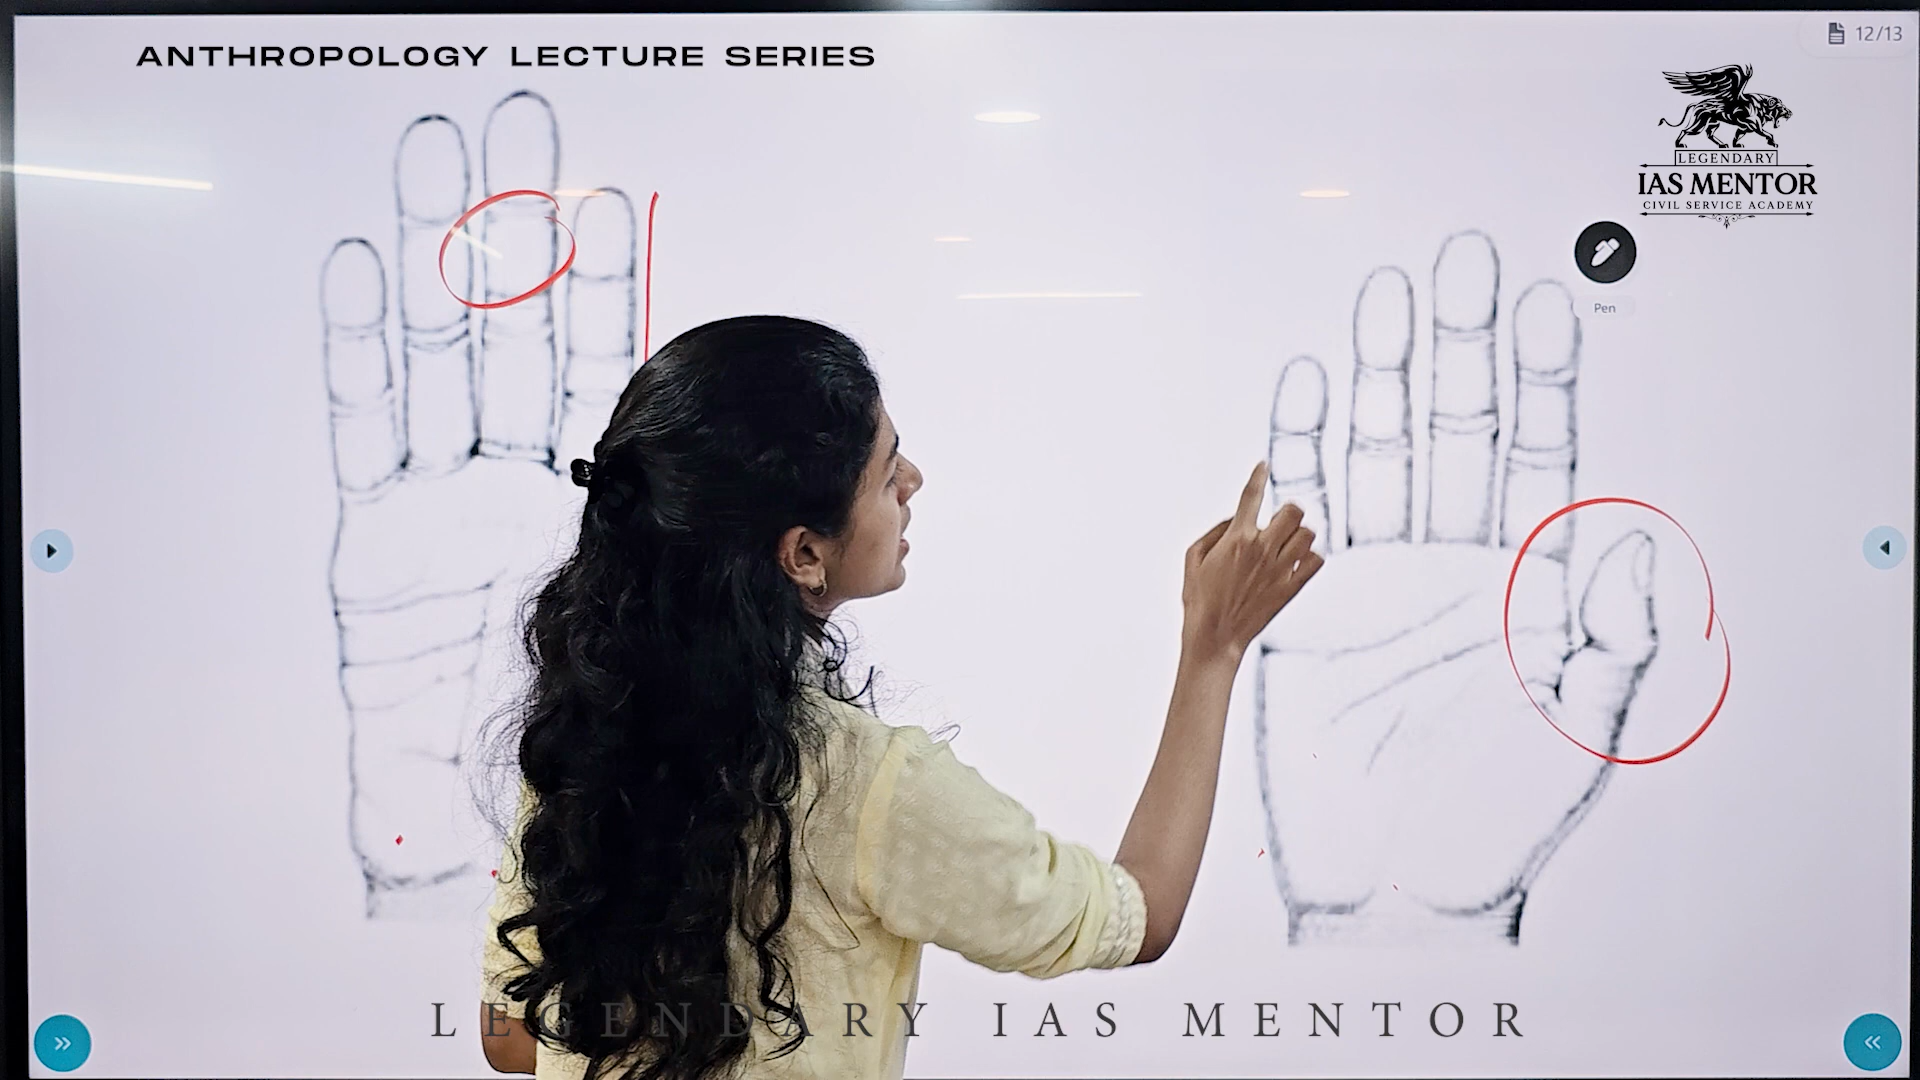 ANTHROPOLOGY LECTURE SERIES
12/13
LEGENDARY
IAS MENTOR
CIVIL SERVICE ACADEMY
Pen
LEGENDARY IAS MENTOR